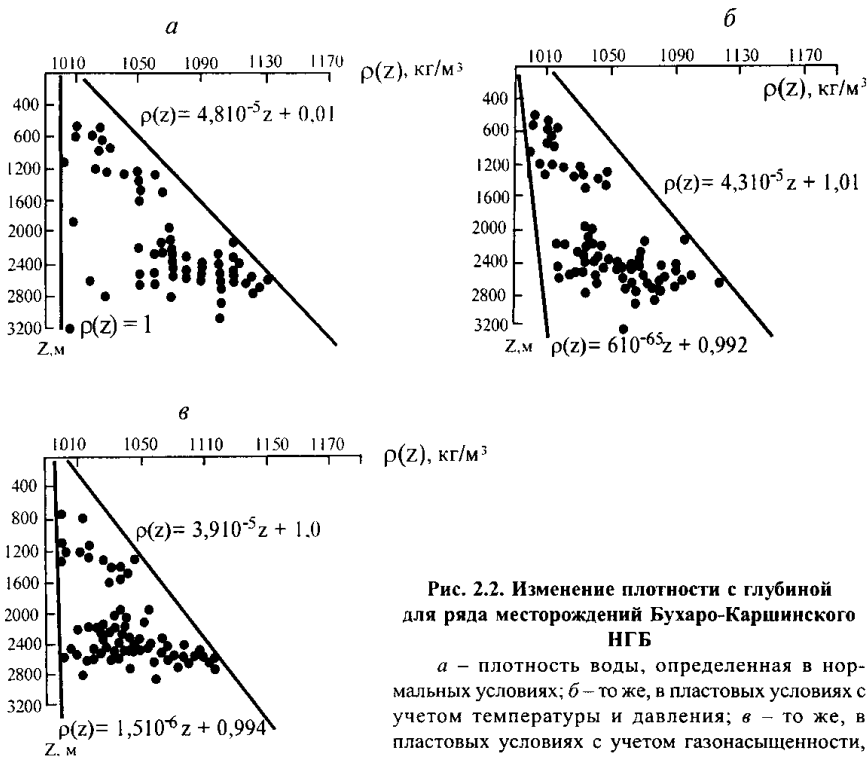 а
1010 1050 1090 1130 1170
ρ(z), кг/м³
400
600
1200
1600
2000
2400
2800
3200
Z,м
ρ(z)= 4,810⁻⁵z + 0,01
ρ(z) = 1
б
1010 1050 1090 1130 1170
ρ(z), кг/м³
400
800
1200
1600
2000
2400
2800
3200
Z,м
ρ(z)= 4,310⁻⁵z + 1,01
ρ(z)= 610⁻⁶⁵z + 0,992
в
1010 1050 1110 1150 1170
ρ(z), кг/м³
400
800
1200
1600
2000
2400
2800
3200
Z, м
ρ(z)= 3,910⁻⁵z + 1,0
ρ(z)= 1,510⁻⁶z + 0,994
Рис. 2.2. Изменение плотности с глубиной
для ряда месторождений Бухаро-Каршинского
НГБ
а – плотность воды, определенная в нор-
мальных условиях; б – то же, в пластовых условиях с
учетом температуры и давления; в – то же, в
пластовых условиях с учетом газонасыщенности,